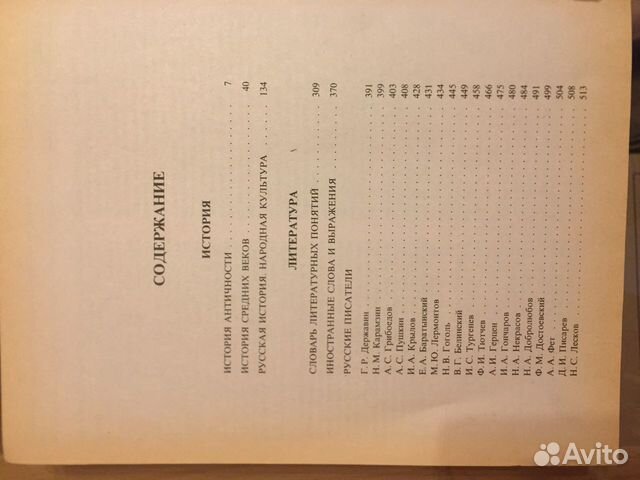 СОДЕРЖАНИЕ
ИСТОРИЯ
ИСТОРИЯ АНТИЧНОСТИ . . . 7
ИСТОРИЯ СРЕДНИХ ВЕКОВ . . . 40
РУССКАЯ ИСТОРИЯ. НАРОДНАЯ КУЛЬТУРА . . . 134
ЛИТЕРАТУРА
СЛОВАРЬ ЛИТЕРАТУРНЫХ ПОНЯТИЙ . . . 309
ИНОСТРАННЫЕ СЛОВА И ВЫРАЖЕНИЯ . . . 370
РУССКИЕ ПИСАТЕЛИ
Г. Р. Державин . . . 391
Н. М. Карамзин . . . 399
А. С. Грибоедов . . . 403
А. С. Пушкин . . . 408
И. А. Крылов . . . 428
Е. А. Баратынский . . . 431
М. Ю. Лермонтов . . . 434
Н. В. Гоголь . . . 445
В. Г. Белинский . . . 449
И. С. Тургенев . . . 458
Ф. И. Тютчев . . . 466
А. И. Герцен . . . 475
И. А. Гончаров . . . 480
Н. А. Некрасов . . . 484
Н. А. Добролюбов . . . 491
Ф. М. Достоевский . . . 499
А. А. Фет . . . 504
Д. И. Писарев . . . 508
Н. С. Лесков . . . 513
Avito